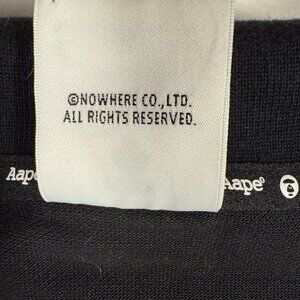 ©NOWHERE CO.,LTD.
ALL RIGHTS RESERVED.
Aape
Aape®